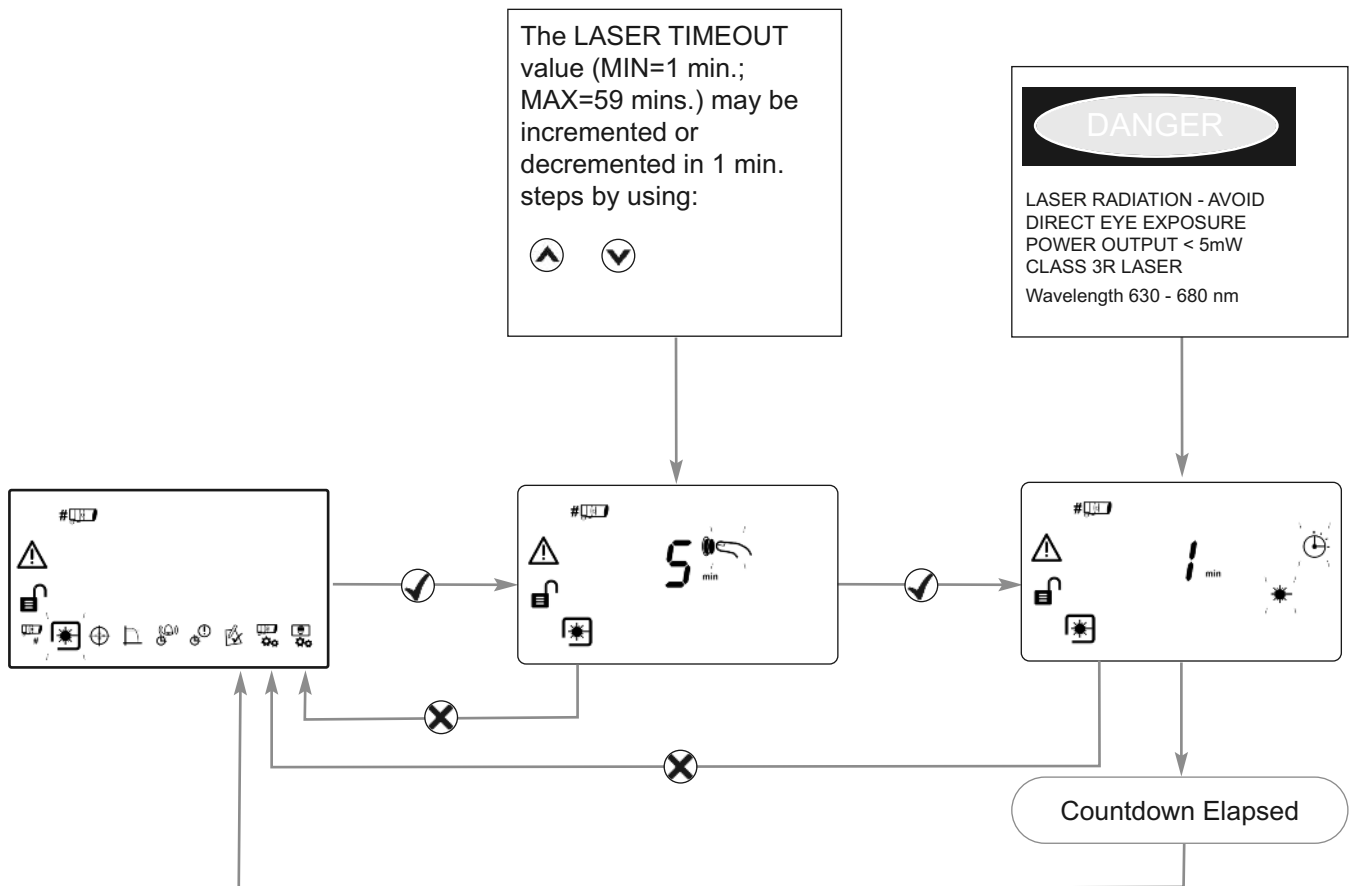 The LASER TIMEOUT
value (MIN=1 min.;
MAX=59 mins.) may be
incremented or
decremented in 1 min.
steps by using:
DANGER
LASER RADIATION - AVOID
DIRECT EYE EXPOSURE
POWER OUTPUT < 5mW
CLASS 3R LASER
Wavelength 630 - 680 nm
#
#
#
5 min
1 min
#
Countdown Elapsed